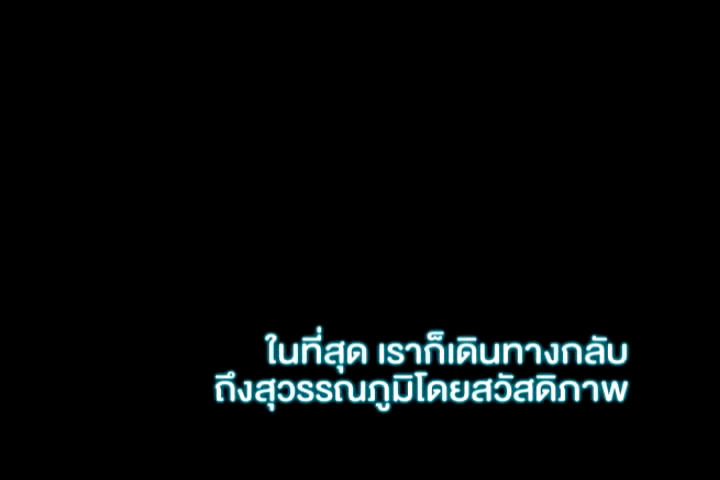 ในที่สุด เราก็เดินทางกลับ
ถึงสุวรรณภูมิโดยสวัสดิภาพ